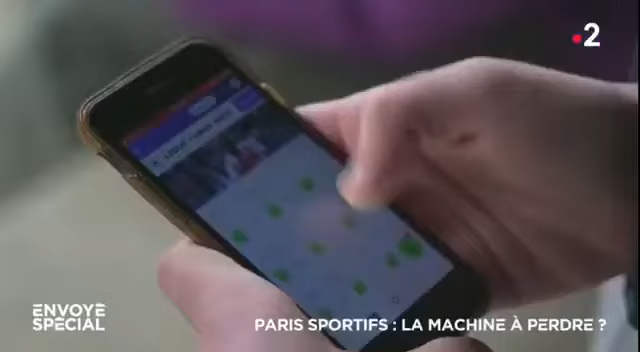 2
ENVOYÉ
SPÉCIAL
PARIS SPORTIFS : LA MACHINE À PERDRE ?